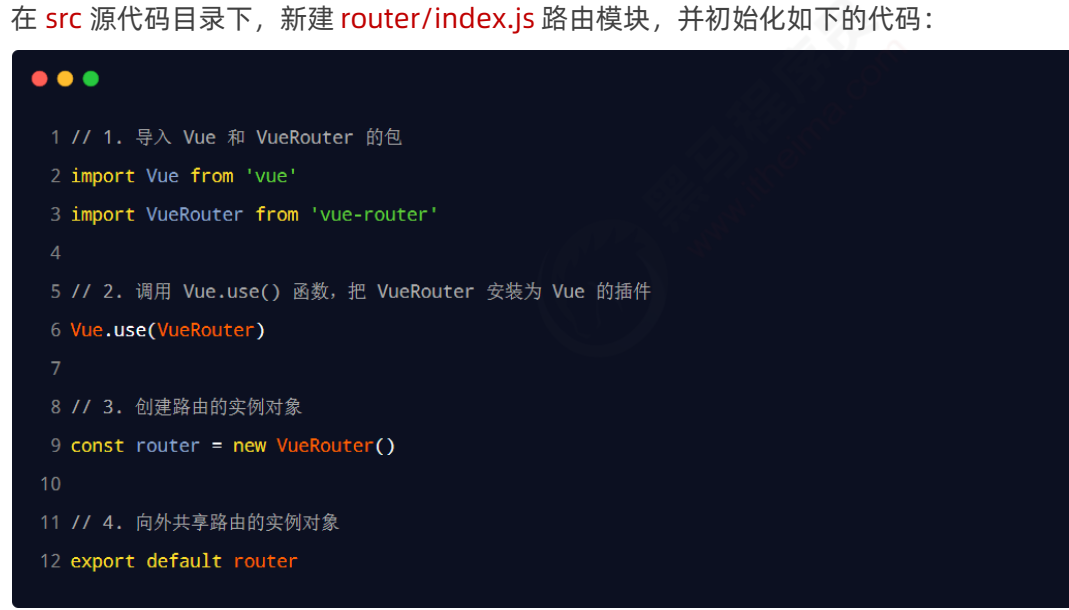 在 src 源代码目录下，新建 router/index.js 路由模块，并初始化如下的代码：
1 // 1. 导入 Vue 和 VueRouter 的包
2 import Vue from 'vue'
3 import VueRouter from 'vue-router'
4
5 // 2. 调用 Vue.use() 函数，把 VueRouter 安装为 Vue 的插件
6 Vue.use(VueRouter)
7
8 // 3. 创建路由的实例对象
9 const router = new VueRouter()
10
11 // 4. 向外共享路由的实例对象
12 export default router